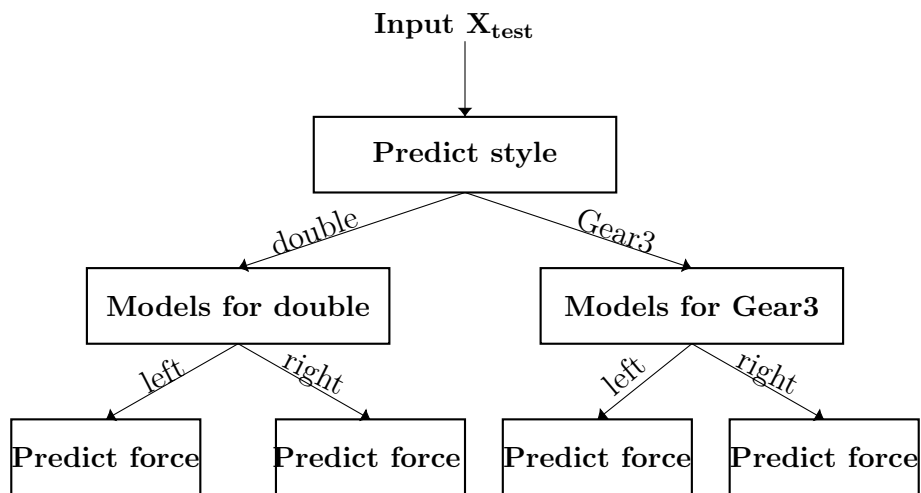 Input X_test
Predict style
double Gear3
Models for double Models for Gear3
left right left right
Predict force Predict force Predict force Predict force